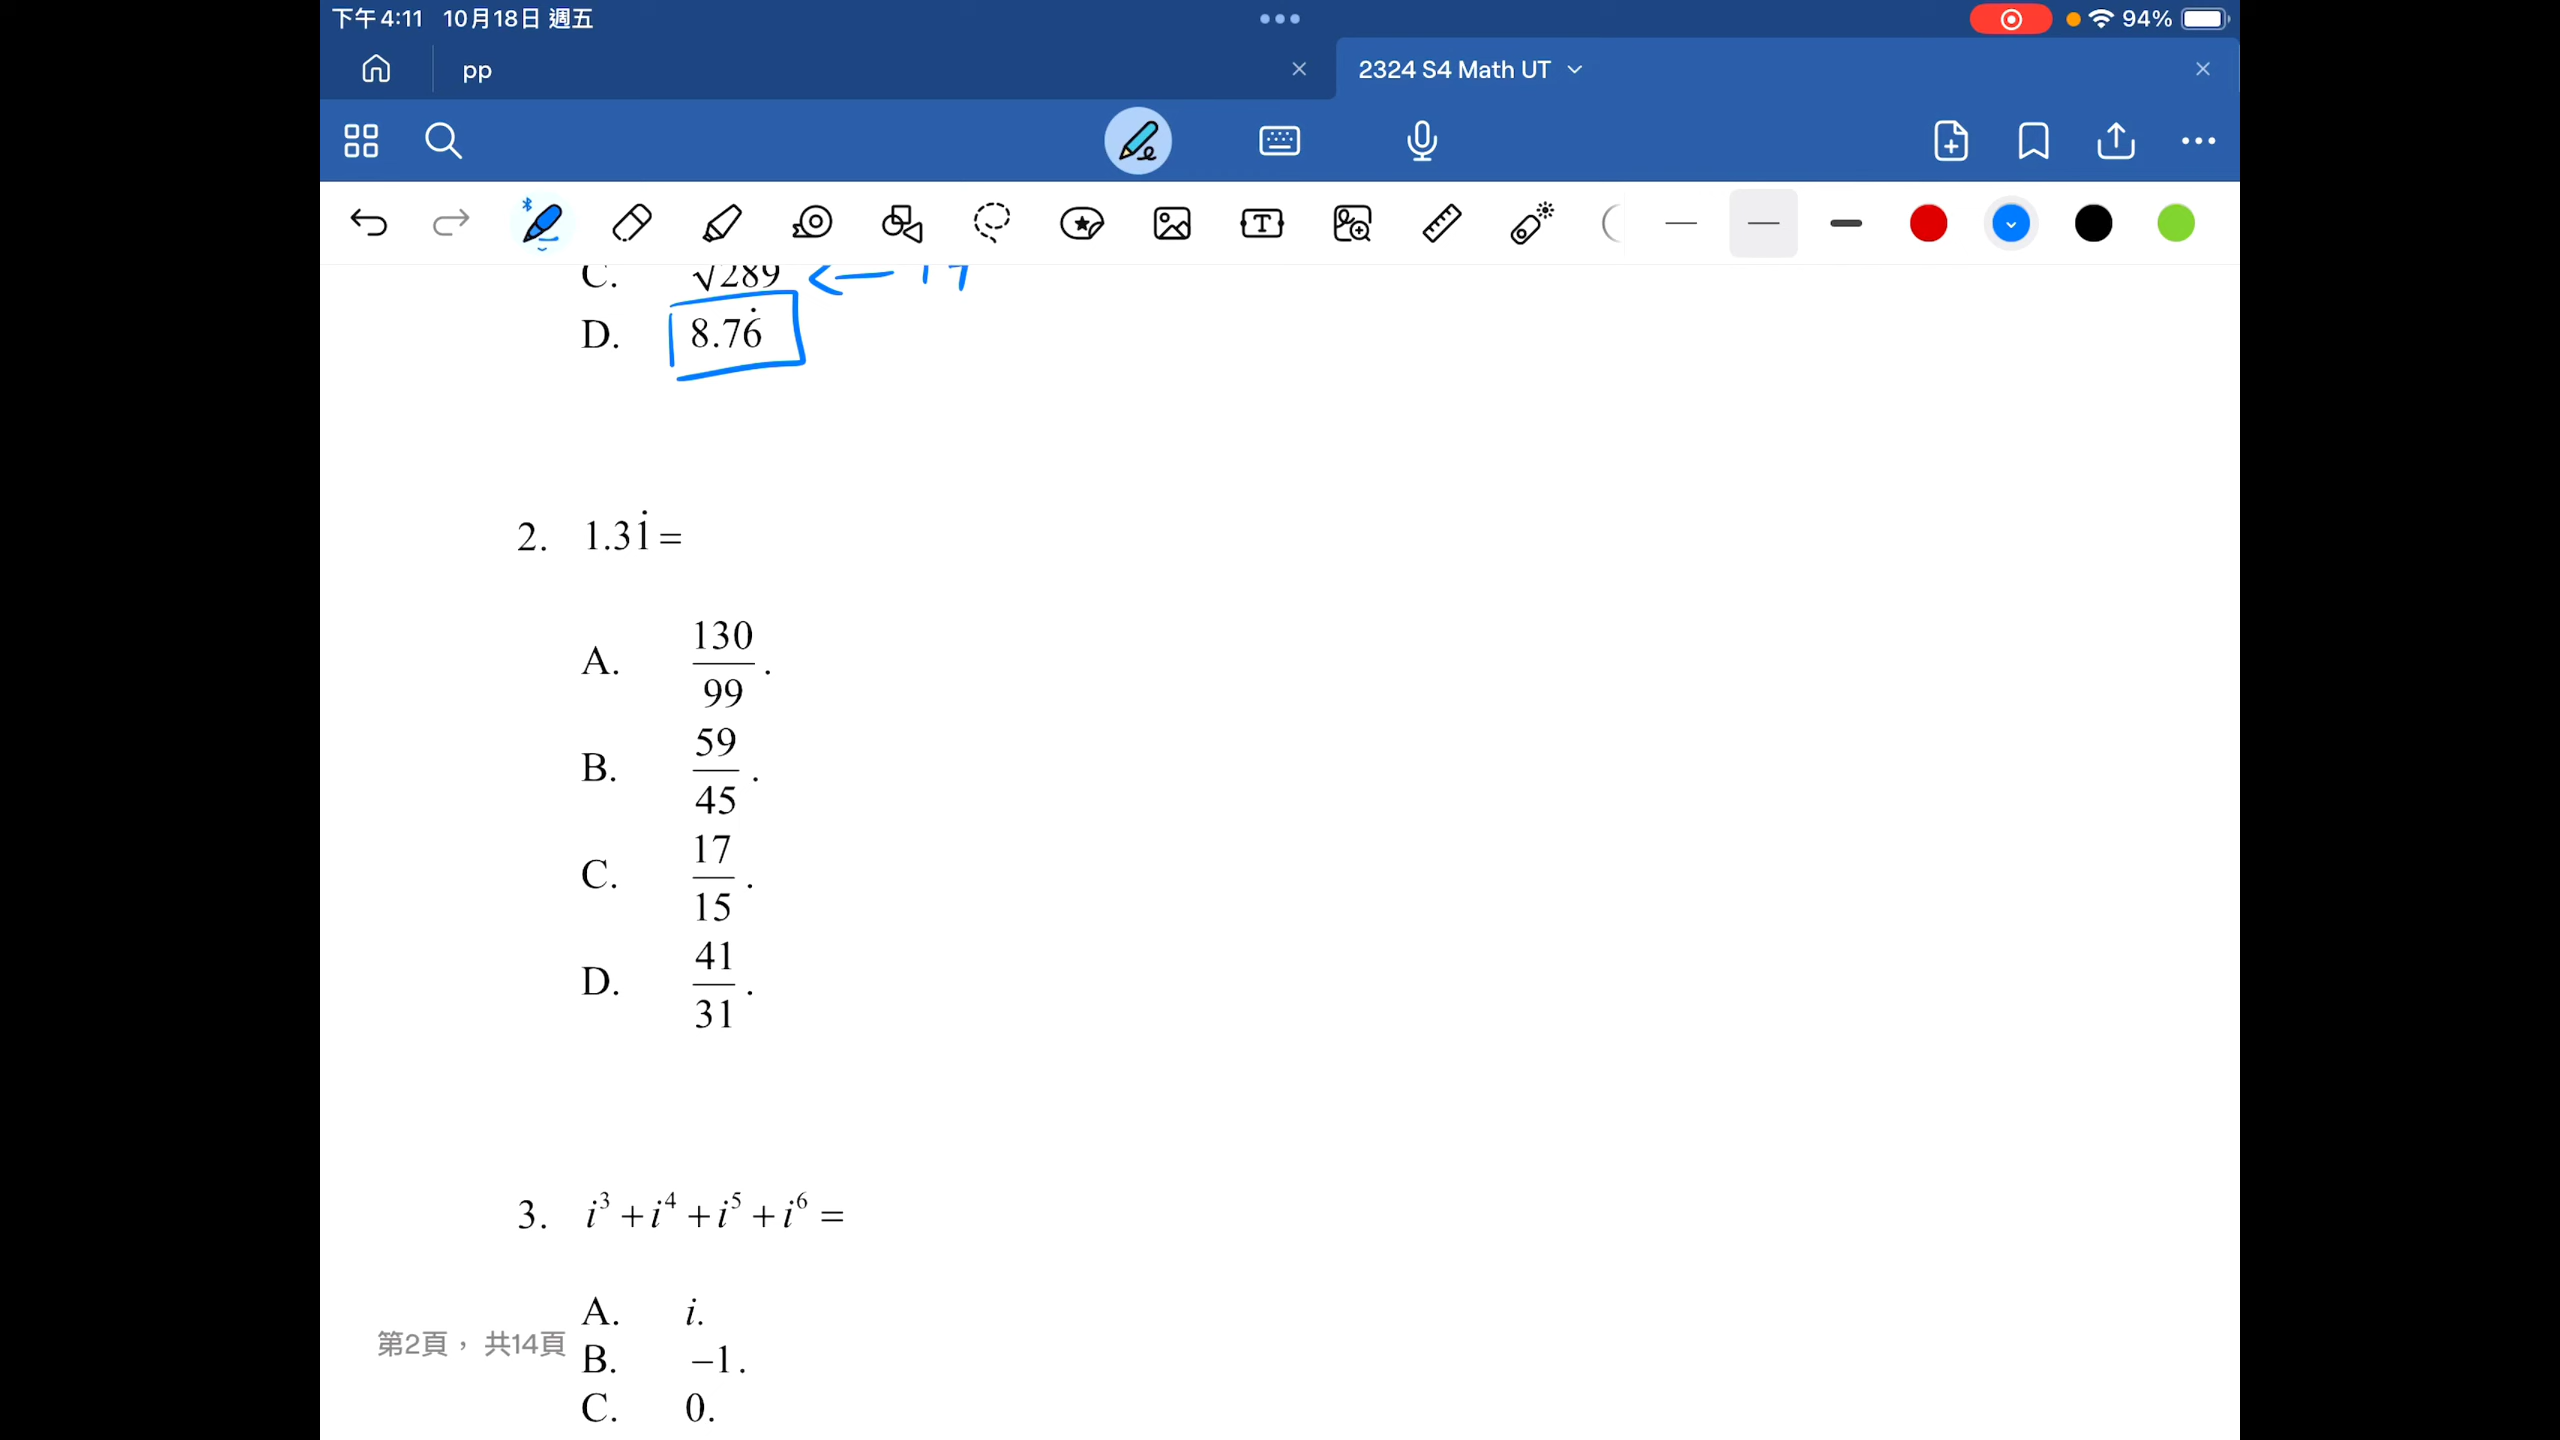 下午4:11 10月18日 週五
94%
pp
2324 S4 Math UT
C. √289 ← 17
D. 8.76̇
2. 1.31̇ =
A. 130/99 .
B. 59/45 .
C. 17/15 .
D. 41/31 .
3. i³ + i⁴ + i⁵ + i⁶ =
A. i.
第2頁，共14頁
B. −1.
C. 0.